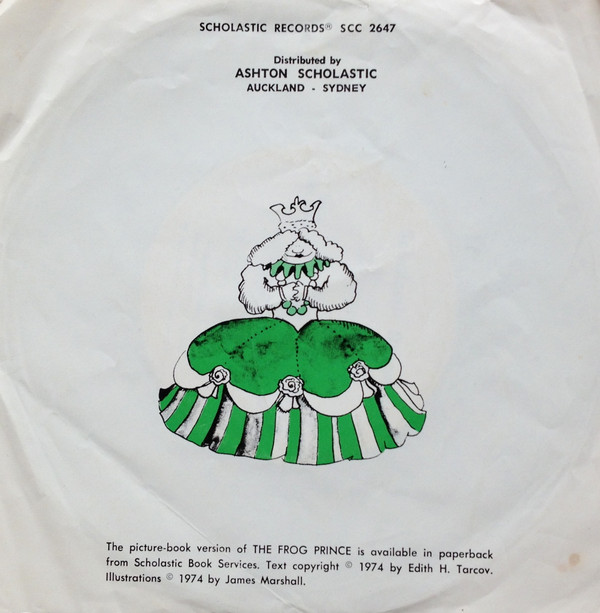 SCHOLASTIC RECORDS® SCC 2647
Distributed by
ASHTON SCHOLASTIC
AUCKLAND - SYDNEY
The picture-book version of THE FROG PRINCE is available in paperback
from Scholastic Book Services. Text copyright © 1974 by Edith H. Tarcov.
Illustrations © 1974 by James Marshall.